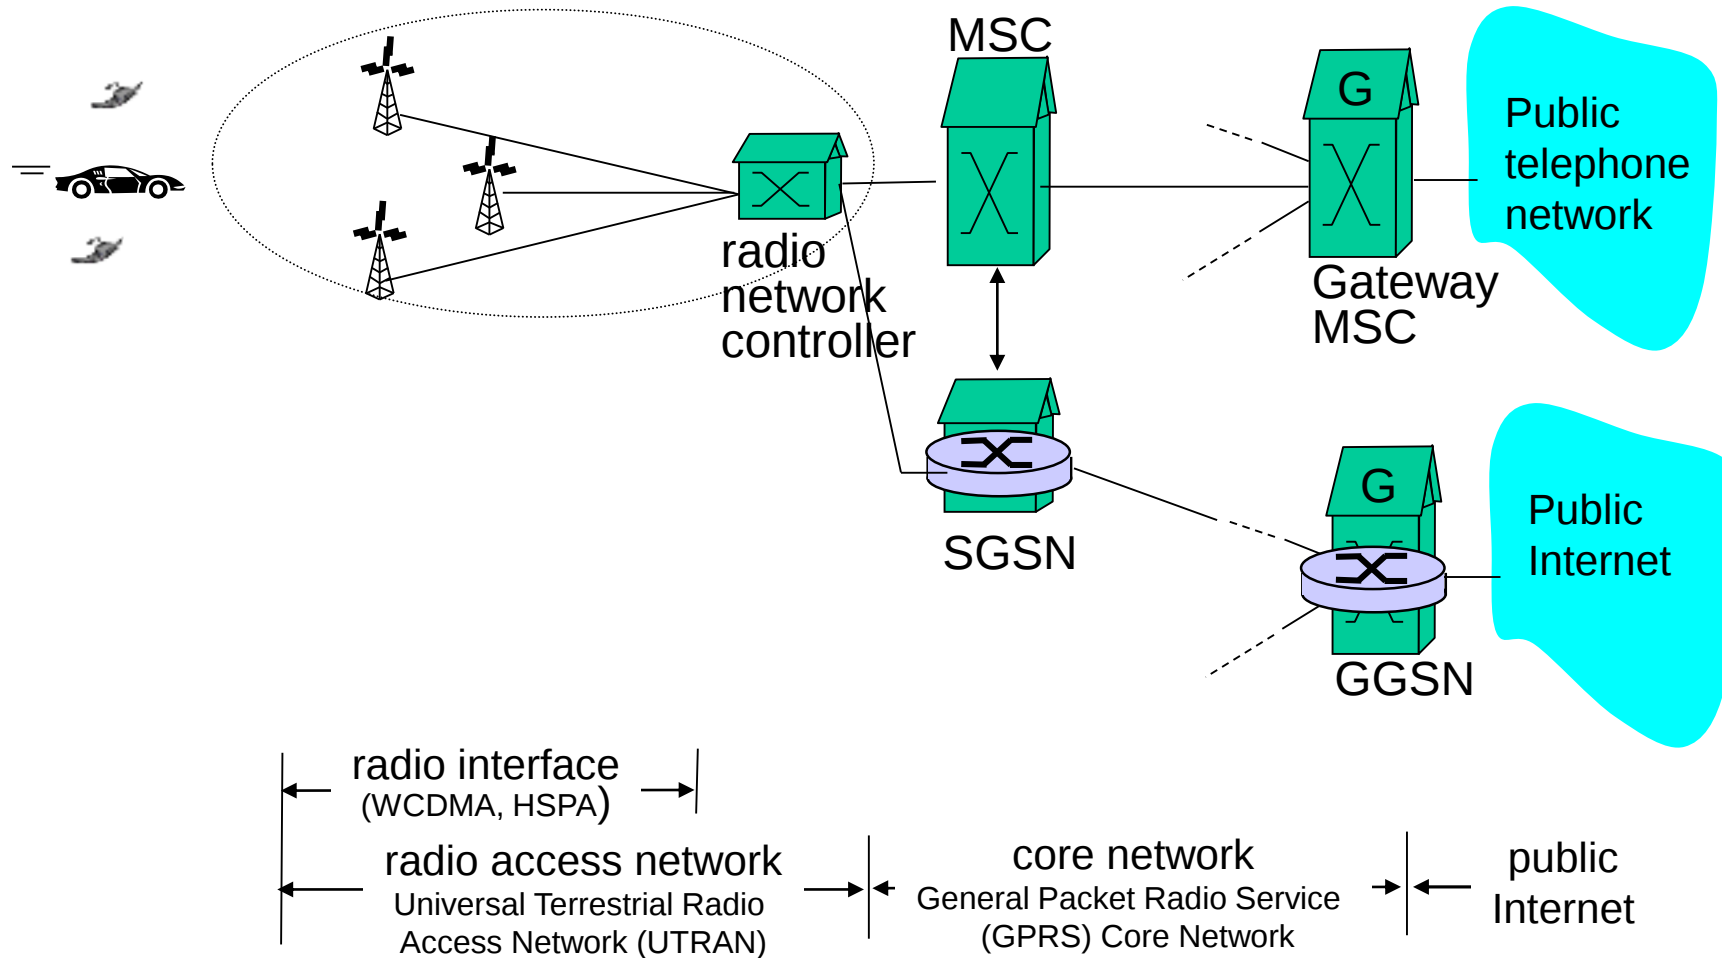 MSC
G
Public
telephone
network
radio
network
controller
Gateway
MSC
SGSN
G
Public
Internet
GGSN
radio interface
(WCDMA, HSPA)
radio access network
Universal Terrestrial Radio
Access Network (UTRAN)
core network
General Packet Radio Service
(GPRS) Core Network
public
Internet